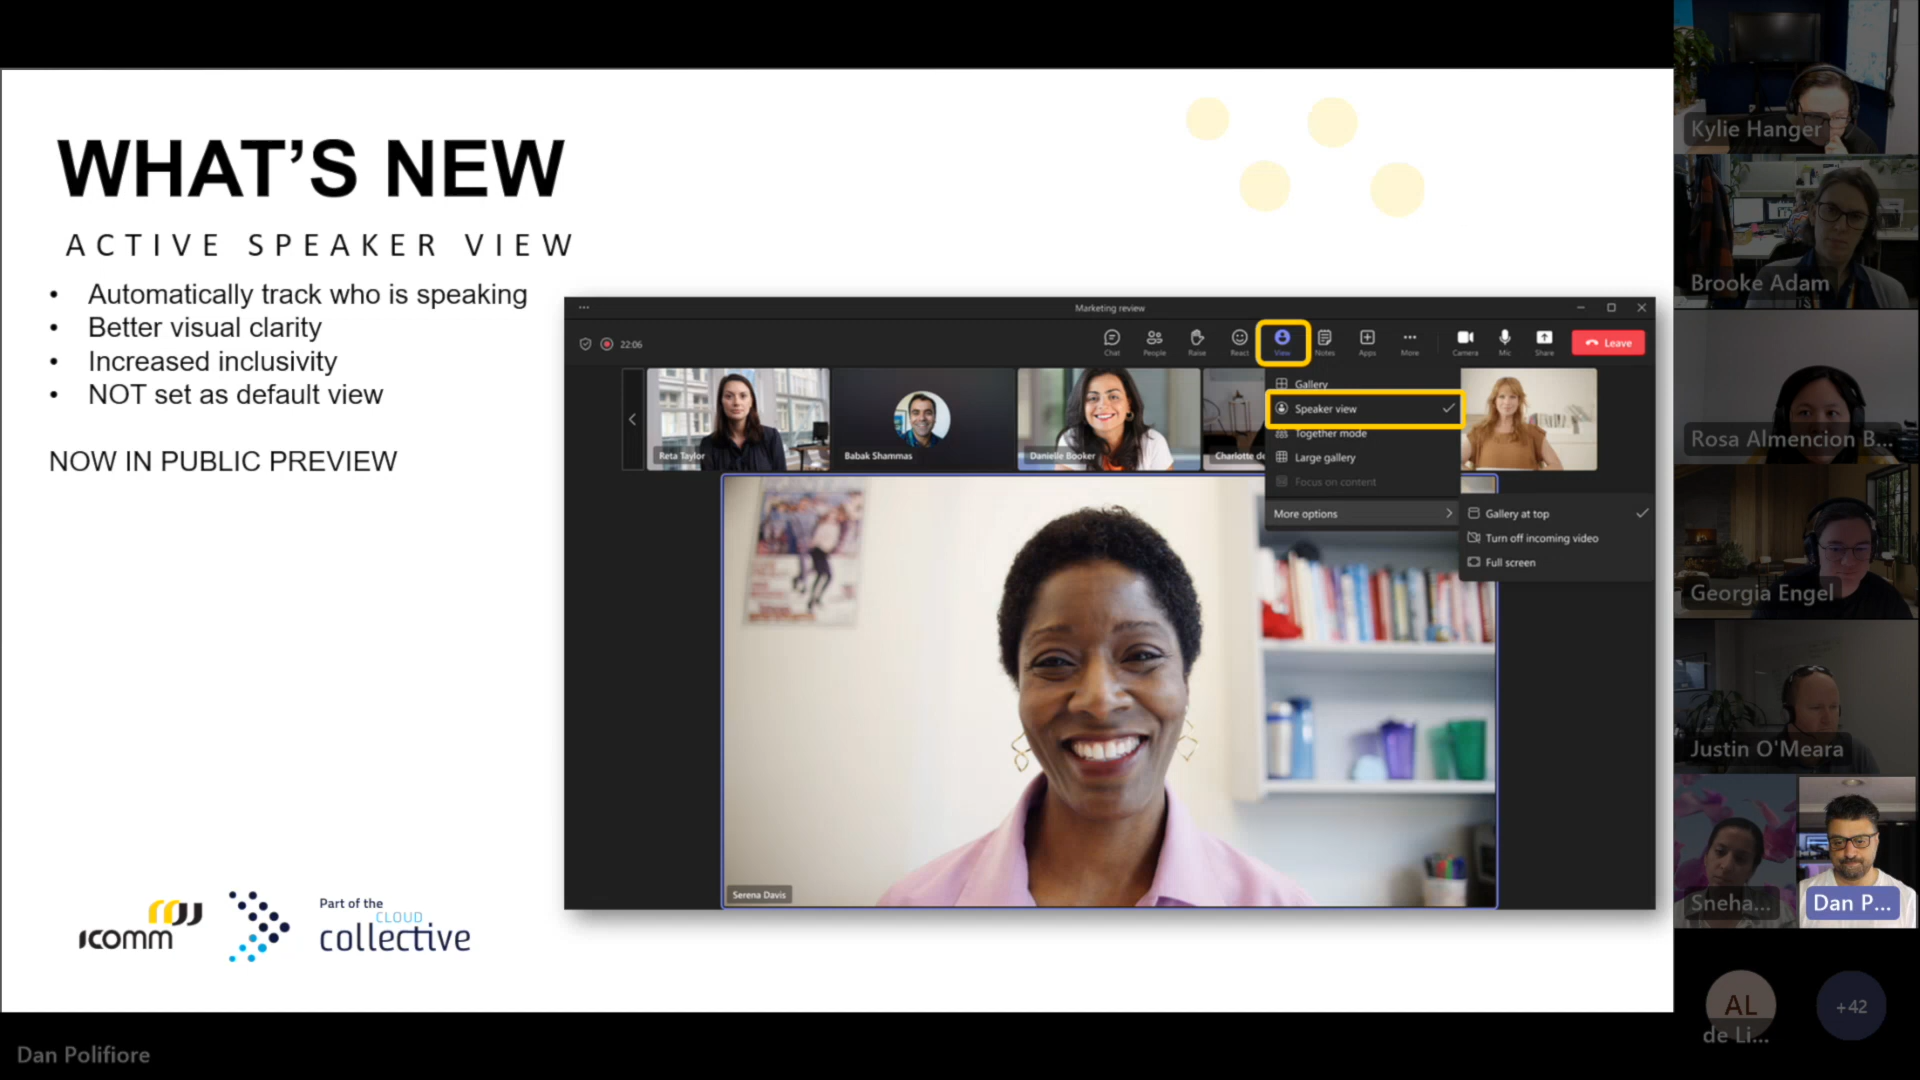 WHAT'S NEW
ACTIVE SPEAKER VIEW
• Automatically track who is speaking
• Better visual clarity
• Increased inclusivity
• NOT set as default view
NOW IN PUBLIC PREVIEW
Marketing review
22:06
Chat
People
Raise
React
View
Notes
Apps
More
Camera
Mic
Share
Leave
Reta Taylor
Babak Shammas
Danielle Booker
Charlotte de
Gallery
Speaker view
Together mode
Large gallery
Focus on content
More options
Gallery at top
Turn off incoming video
Full screen
Serena Davis
ICOMM
Part of the
CLOUD
collective
Kylie Hanger
Brooke Adam
Rosa Almencion B...
Georgia Engel
Justin O'Meara
Sneha...
Dan P...
AL
de Li...
+42
Dan Polifiore